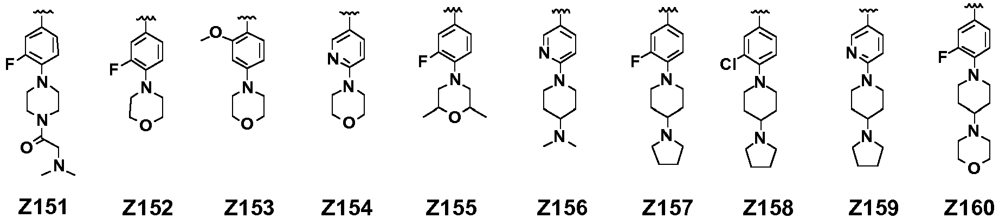 F N N O N
F N O
O N O
N N O
F N O
N N N
F N N
Cl N N
N N N
F N N O
Z151 Z152 Z153 Z154 Z155 Z156 Z157 Z158 Z159 Z160